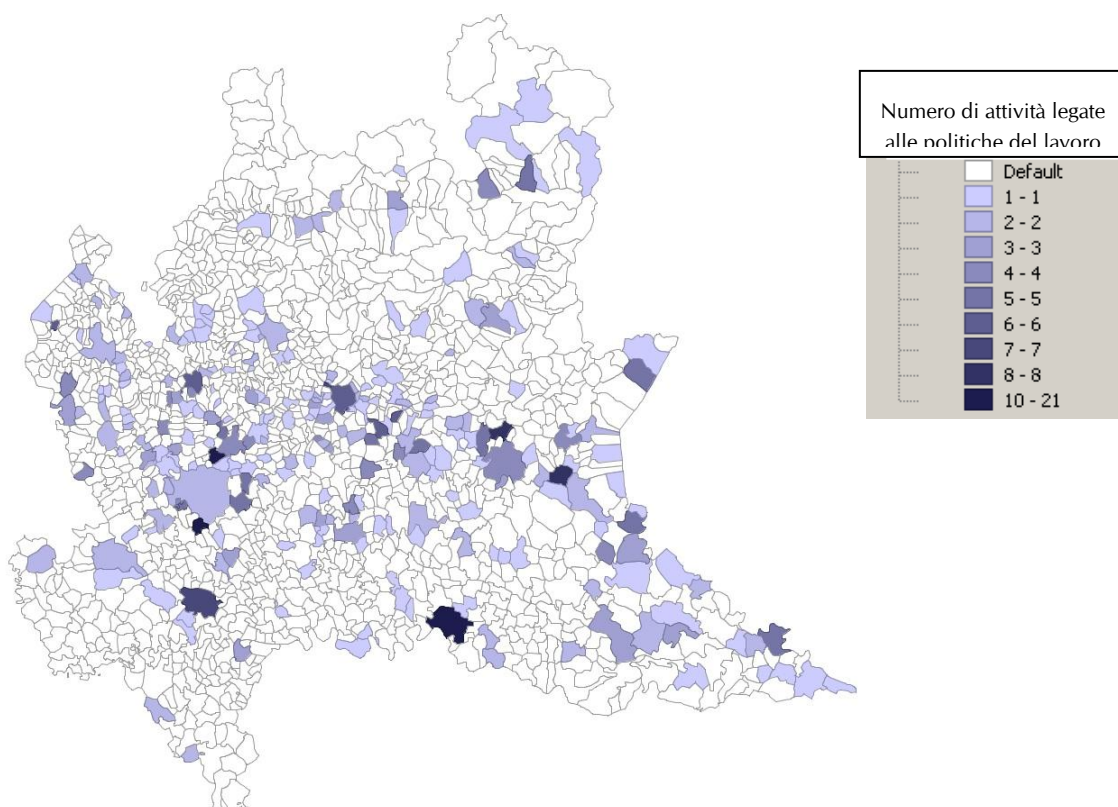 Numero di attività legate
alle politiche del lavoro
Default
1 - 1
2 - 2
3 - 3
4 - 4
5 - 5
6 - 6
7 - 7
8 - 8
10 - 21